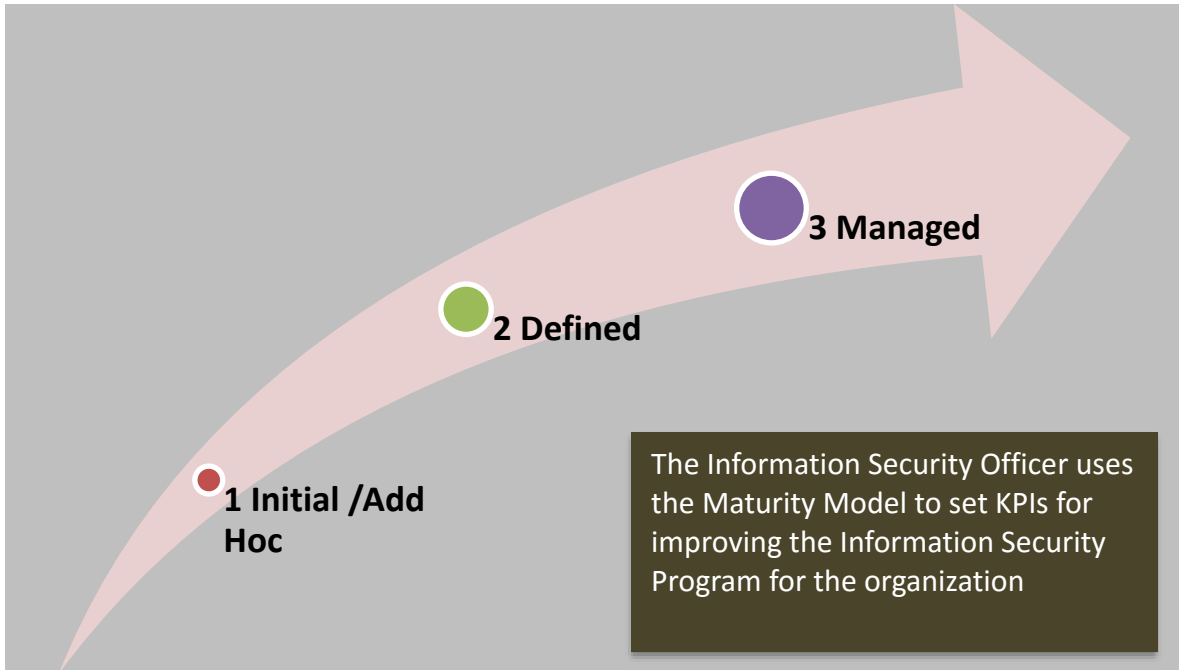 3 Managed
2 Defined
1 Initial /Add
Hoc
The Information Security Officer uses
the Maturity Model to set KPIs for
improving the Information Security
Program for the organization